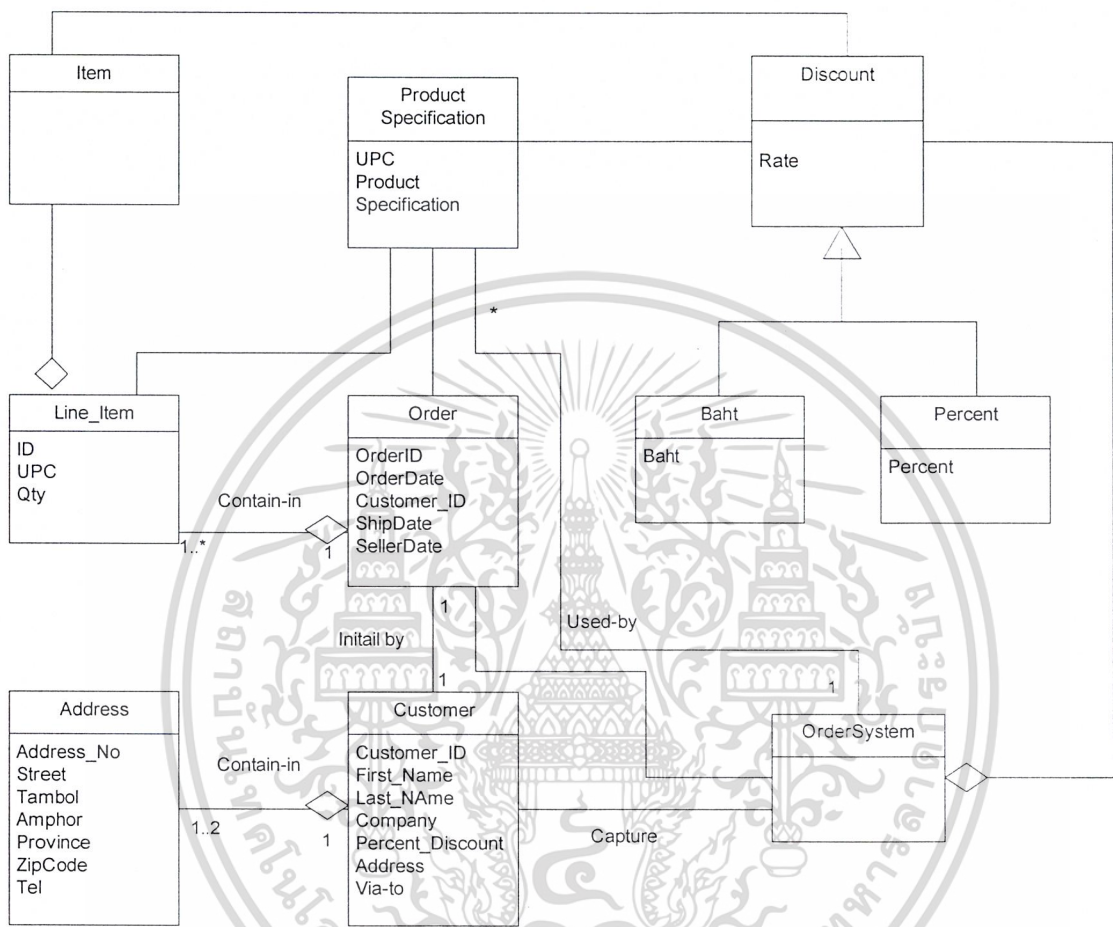 Item
Product
Specification
UPC
Product
Specification
Discount
Rate
*
Line_Item
ID
UPC
Qty
Contain-in
1..*
1
Order
OrderID
OrderDate
Customer_ID
ShipDate
SellerDate
Baht
Baht
Percent
Percent
1
Initail by
1
Used-by
1
Address
Address_No
Street
Tambol
Amphor
Province
ZipCode
Tel
Contain-in
1..2
1
Customer
Customer_ID
First_Name
Last_NAme
Company
Percent_Discount
Address
Via-to
Capture
OrderSystem